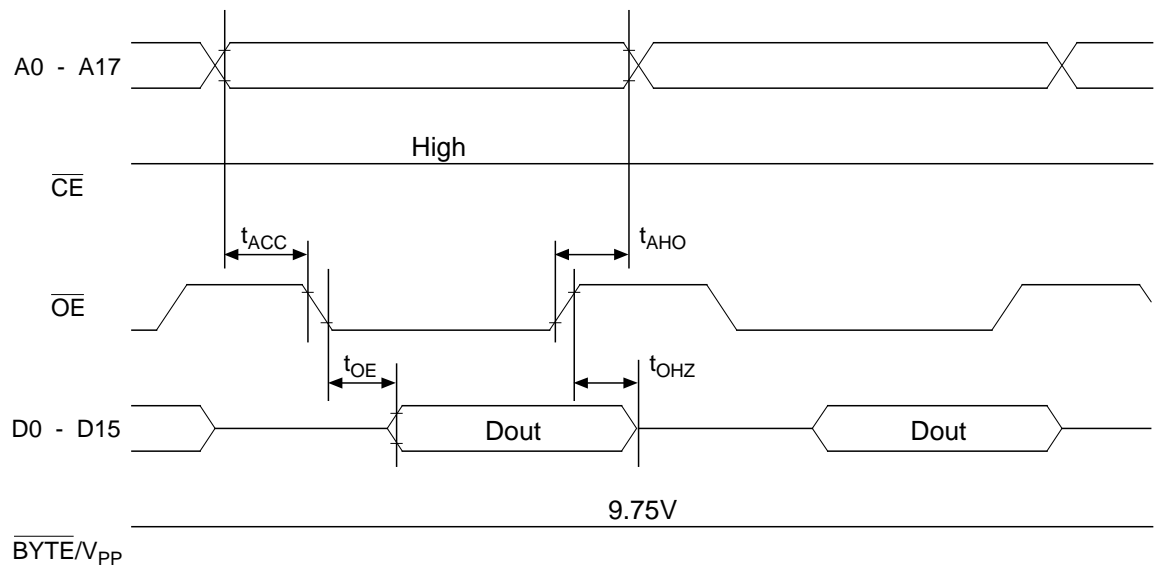 A0 - A17
High
CE
tACC
tAHO
OE
tOE
tOHZ
D0 - D15
Dout
Dout
9.75V
BYTE/VPP